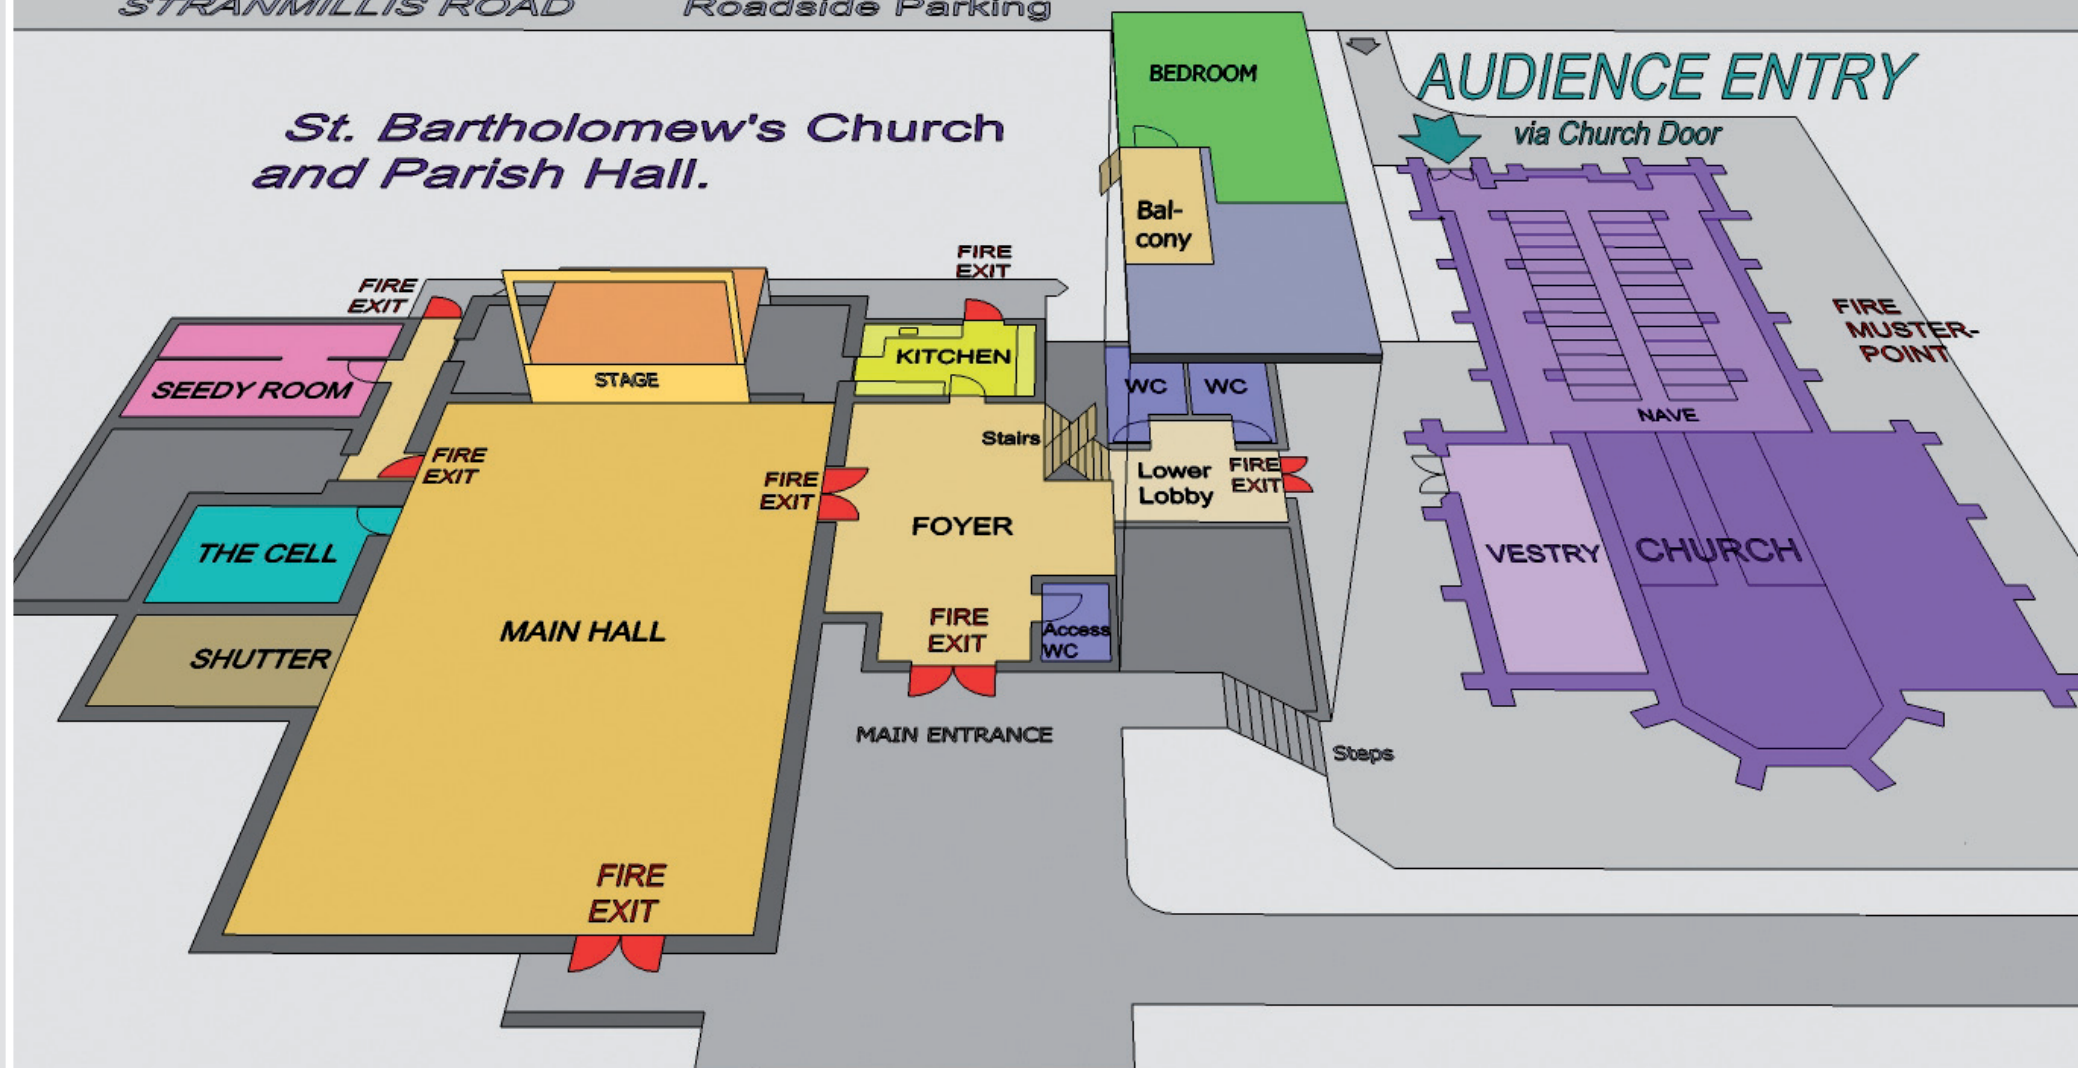 STRANMILLIS ROAD
Roadside Parking
BEDROOM
AUDIENCE ENTRY
via Church Door
St. Bartholomew's Church
and Parish Hall.
Bal-
cony
FIRE
EXIT
FIRE
EXIT
FIRE
MUSTER-
POINT
KITCHEN
STAGE
SEEDY ROOM
WC
WC
NAVE
Stairs
FIRE
EXIT
FIRE
EXIT
Lower
Lobby
FIRE
EXIT
FOYER
THE CELL
VESTRY
CHURCH
MAIN HALL
FIRE
EXIT
Access
WC
SHUTTER
MAIN ENTRANCE
Steps
FIRE
EXIT